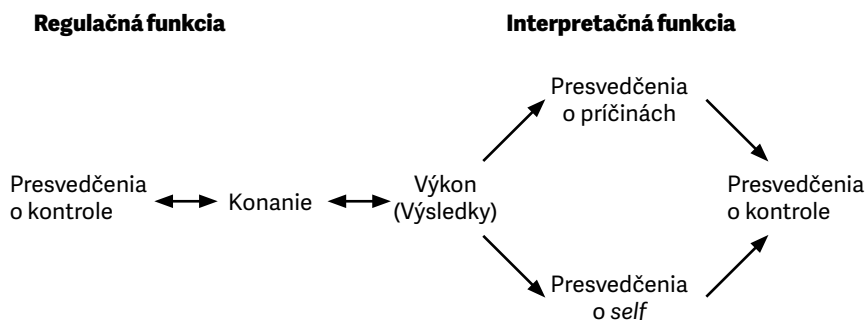 Regulačná funkcia
Interpretačná funkcia
Presvedčenia
o kontrole
Konanie
Výkon
(Výsledky)
Presvedčenia
o príčinách
Presvedčenia
o self
Presvedčenia
o kontrole